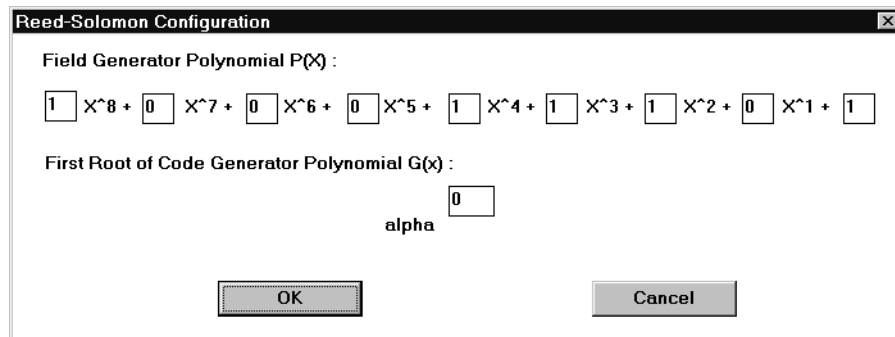 Reed-Solomon Configuration
Field Generator Polynomial P(X) :
1 X^8 + 0 X^7 + 0 X^6 + 0 X^5 + 1 X^4 + 1 X^3 + 1 X^2 + 0 X^1 + 1
First Root of Code Generator Polynomial G(x) :
0
alpha
OK Cancel